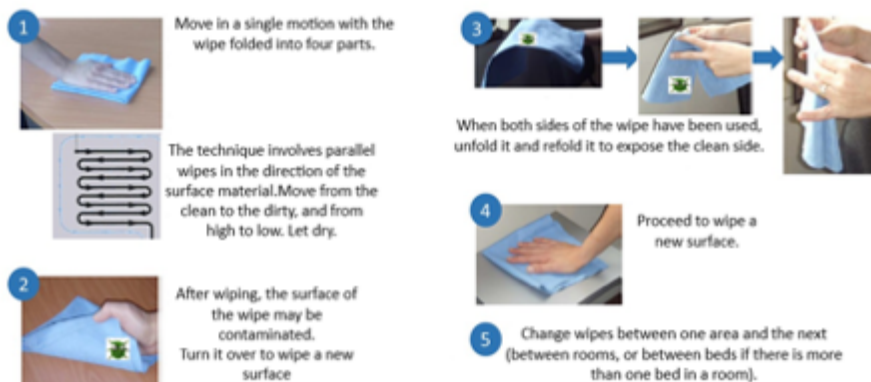 1
Move in a single motion with the
wipe folded into four parts.
The technique involves parallel
wipes in the direction of the
surface material.Move from the
clean to the dirty, and from
high to low. Let dry.
2
After wiping, the surface of
the wipe may be
contaminated.
Turn it over to wipe a new
surface
3
When both sides of the wipe have been used,
unfold it and refold it to expose the clean side.
4
Proceed to wipe a
new surface.
5
Change wipes between one area and the next
(between rooms, or between beds if there is more
than one bed in a room).